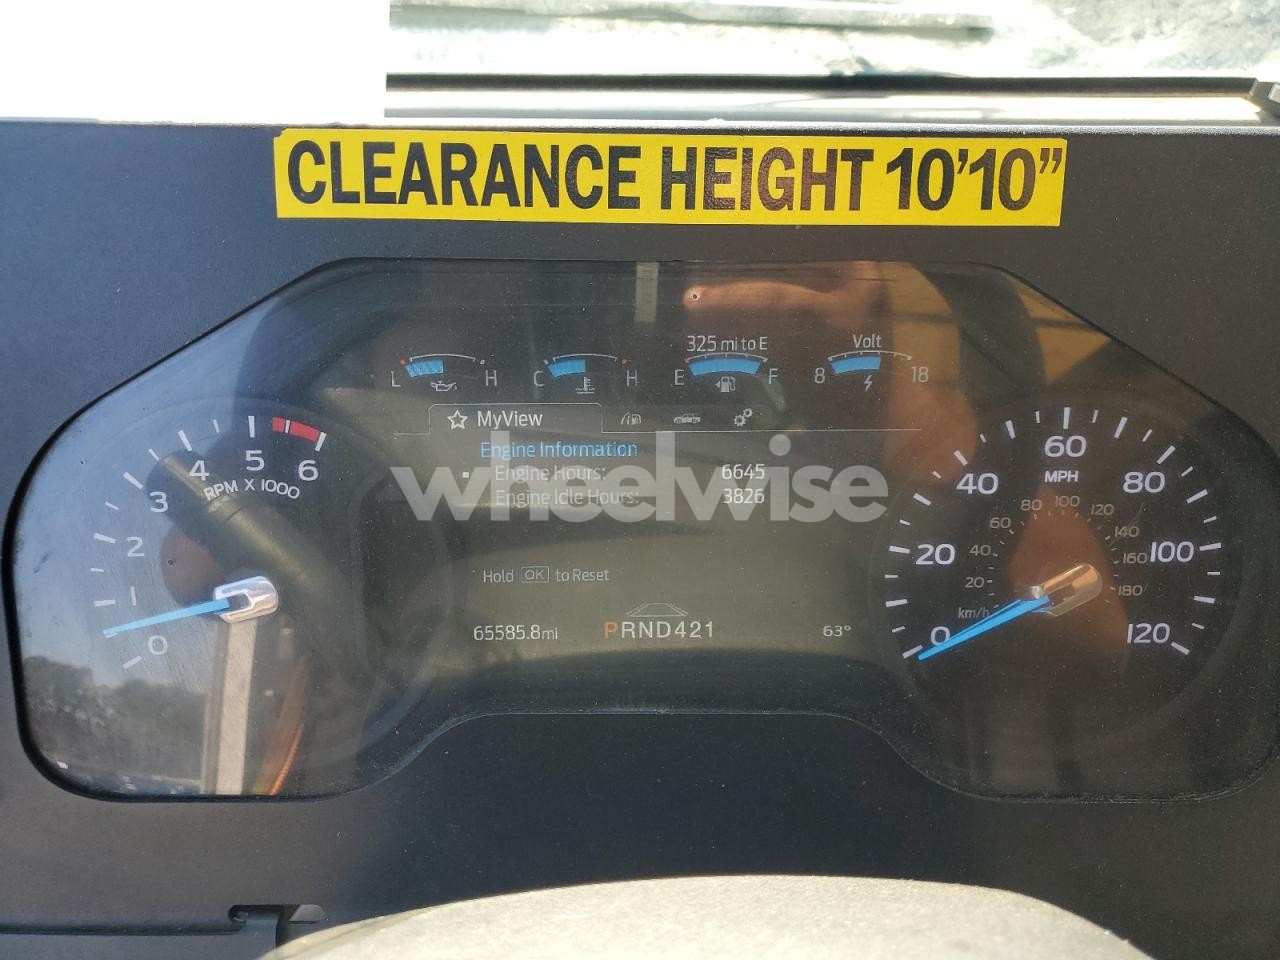 CLEARANCE HEIGHT 10'10"
325 mi to E
Volt
L H C H E F 8 18
MyView
Engine Information
Engine Hours: 6645
Engine Idle Hours: 3826
wheelwise
Hold OK to Reset
65585.8 mi PRND421 63°
0 1 2 3 4 5 6
RPM X 1000
0 20 40 60 80 100 120
MPH
20 40 60 80 100 120 140 160 180
km/h